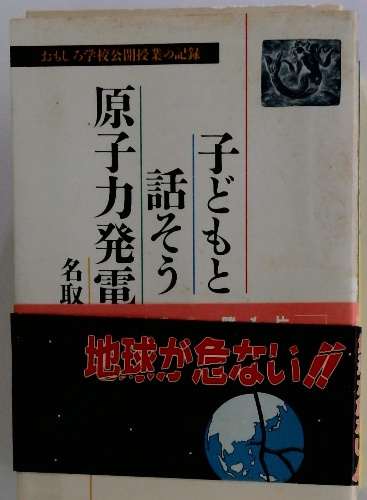 おもしろ学校公開授業の記録
子どもと
話そう
原子力発電
名取
地球が危ない!!